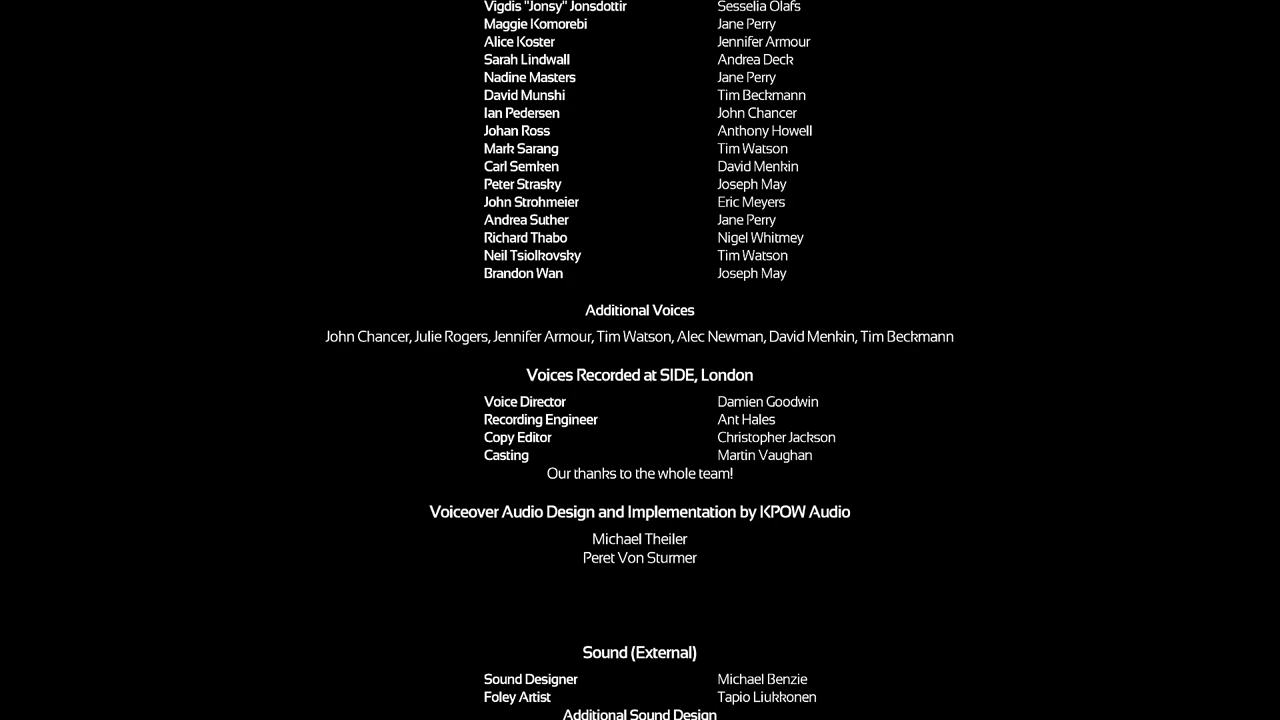 Vigdis "Jonsy" Jonsdottir Sesselia Olafs
Maggie Komorebi Jane Perry
Alice Koster Jennifer Armour
Sarah Lindwall Andrea Deck
Nadine Masters Jane Perry
David Munshi Tim Beckmann
Ian Pedersen John Chancer
Johan Ross Anthony Howell
Mark Sarang Tim Watson
Carl Semken David Menkin
Peter Strasky Joseph May
John Strohmeier Eric Meyers
Andrea Suther Jane Perry
Richard Thabo Nigel Whitmey
Neil Tsiolkovsky Tim Watson
Brandon Wan Joseph May
Additional Voices
John Chancer, Julie Rogers, Jennifer Armour, Tim Watson, Alec Newman, David Menkin, Tim Beckmann
Voices Recorded at SIDE, London
Voice Director Damien Goodwin
Recording Engineer Ant Hales
Copy Editor Christopher Jackson
Casting Martin Vaughan
Our thanks to the whole team!
Voiceover Audio Design and Implementation by KPOW Audio
Michael Theiler
Peret Von Sturmer
Sound (External)
Sound Designer Michael Benzie
Foley Artist Tapio Liukkonen
Additional Sound Design